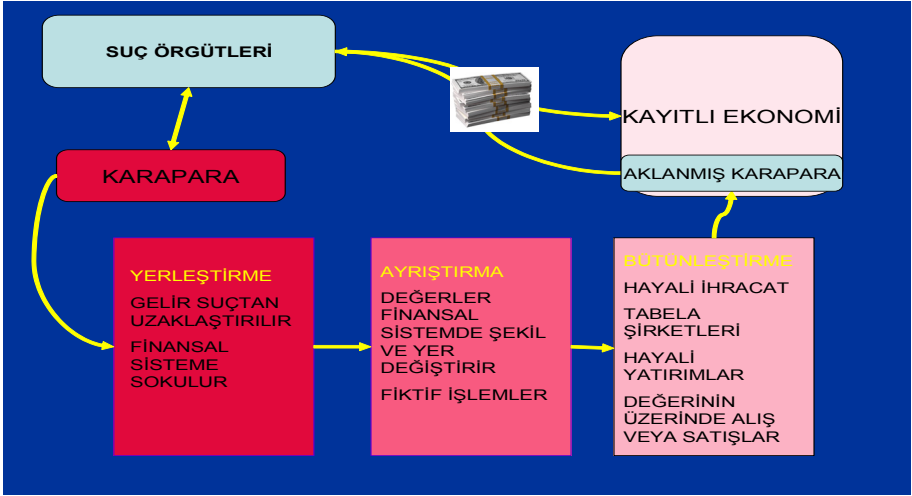 SUÇ ÖRGÜTLERİ
KAYITLI EKONOMİ
AKLANMIŞ KARAPARA
KARAPARA
YERLEŞTİRME
GELİR SUÇTAN
UZAKLAŞTIRILIR
FİNANSAL
SİSTEME
SOKULUR
AYRIŞTIRMA
DEĞERLER
FİNANSAL
SİSTEMDE ŞEKİL
VE YER
DEĞİŞTİRİR
FİKTİF İŞLEMLER
BÜTÜNLEŞTİRME
HAYALİ İHRACAT
TABELA
ŞİRKETLERİ
HAYALİ
YATIRIMLAR
DEĞERİNİN
ÜZERİNDE ALIŞ
VEYA SATIŞLAR